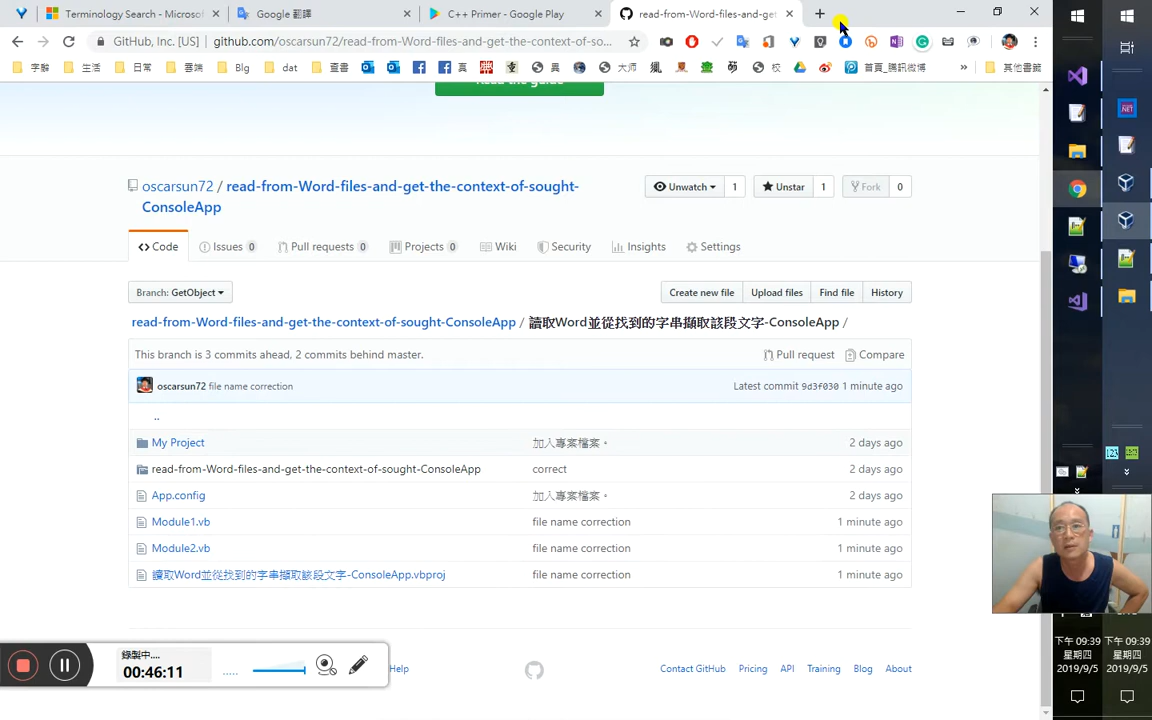 Terminology Search - Microsof
Google 翻譯
C++ Primer - Google Play
read-from-Word-files-and-get
GitHub, Inc. [US] github.com/oscarsun72/read-from-Word-files-and-get-the-context-of-so...
字辭
生活
日常
雲端
Blg
dat
查書
真
異
大师
校
首頁_騰訊微博
»
其他書籤
oscarsun72 / read-from-Word-files-and-get-the-context-of-sought-
ConsoleApp
Unwatch 1
Unstar 1
Fork 0
Code
Issues 0
Pull requests 0
Projects 0
Wiki
Security
Insights
Settings
Branch: GetObject
Create new file
Upload files
Find file
History
read-from-Word-files-and-get-the-context-of-sought-ConsoleApp / 讀取Word並從找到的字串擷取該段文字-ConsoleApp /
This branch is 3 commits ahead, 2 commits behind master.
Pull request
Compare
oscarsun72 file name correction
Latest commit 9d3f030 1 minute ago
..
My Project 加入專案檔案。 2 days ago
read-from-Word-files-and-get-the-context-of-sought-ConsoleApp correct 2 days ago
App.config 加入專案檔案。 2 days ago
Module1.vb file name correction 1 minute ago
Module2.vb file name correction 1 minute ago
讀取Word並從找到的字串擷取該段文字-ConsoleApp.vbproj file name correction 1 minute ago
錄製中....
00:46:11
.....
Help
Contact GitHub
Pricing
API
Training
Blog
About
下午 09:39
星期四
2019/9/5
下午 09:39
星期四
2019/9/5